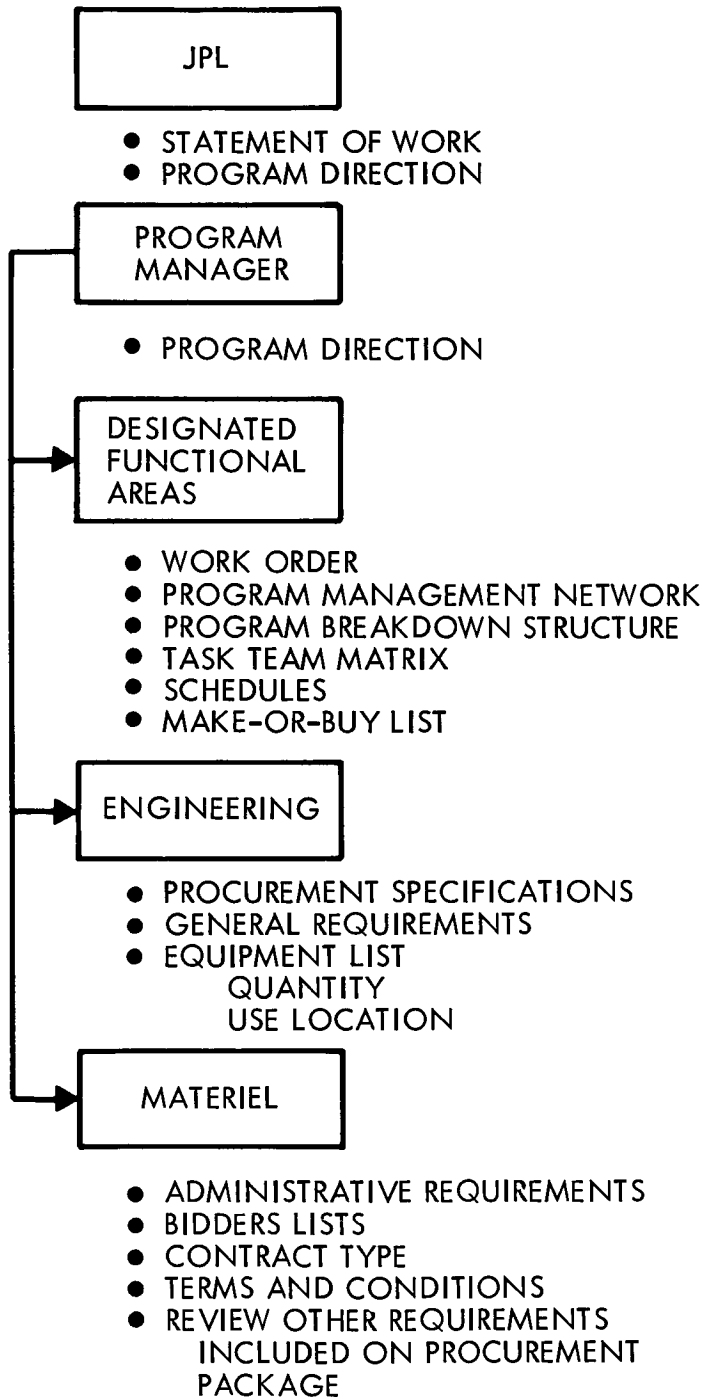 JPL
● STATEMENT OF WORK
● PROGRAM DIRECTION
PROGRAM
MANAGER
● PROGRAM DIRECTION
DESIGNATED
FUNCTIONAL
AREAS
● WORK ORDER
● PROGRAM MANAGEMENT NETWORK
● PROGRAM BREAKDOWN STRUCTURE
● TASK TEAM MATRIX
● SCHEDULES
● MAKE-OR-BUY LIST
ENGINEERING
● PROCUREMENT SPECIFICATIONS
● GENERAL REQUIREMENTS
● EQUIPMENT LIST
QUANTITY
USE LOCATION
MATERIEL
● ADMINISTRATIVE REQUIREMENTS
● BIDDERS LISTS
● CONTRACT TYPE
● TERMS AND CONDITIONS
● REVIEW OTHER REQUIREMENTS
INCLUDED ON PROCUREMENT
PACKAGE